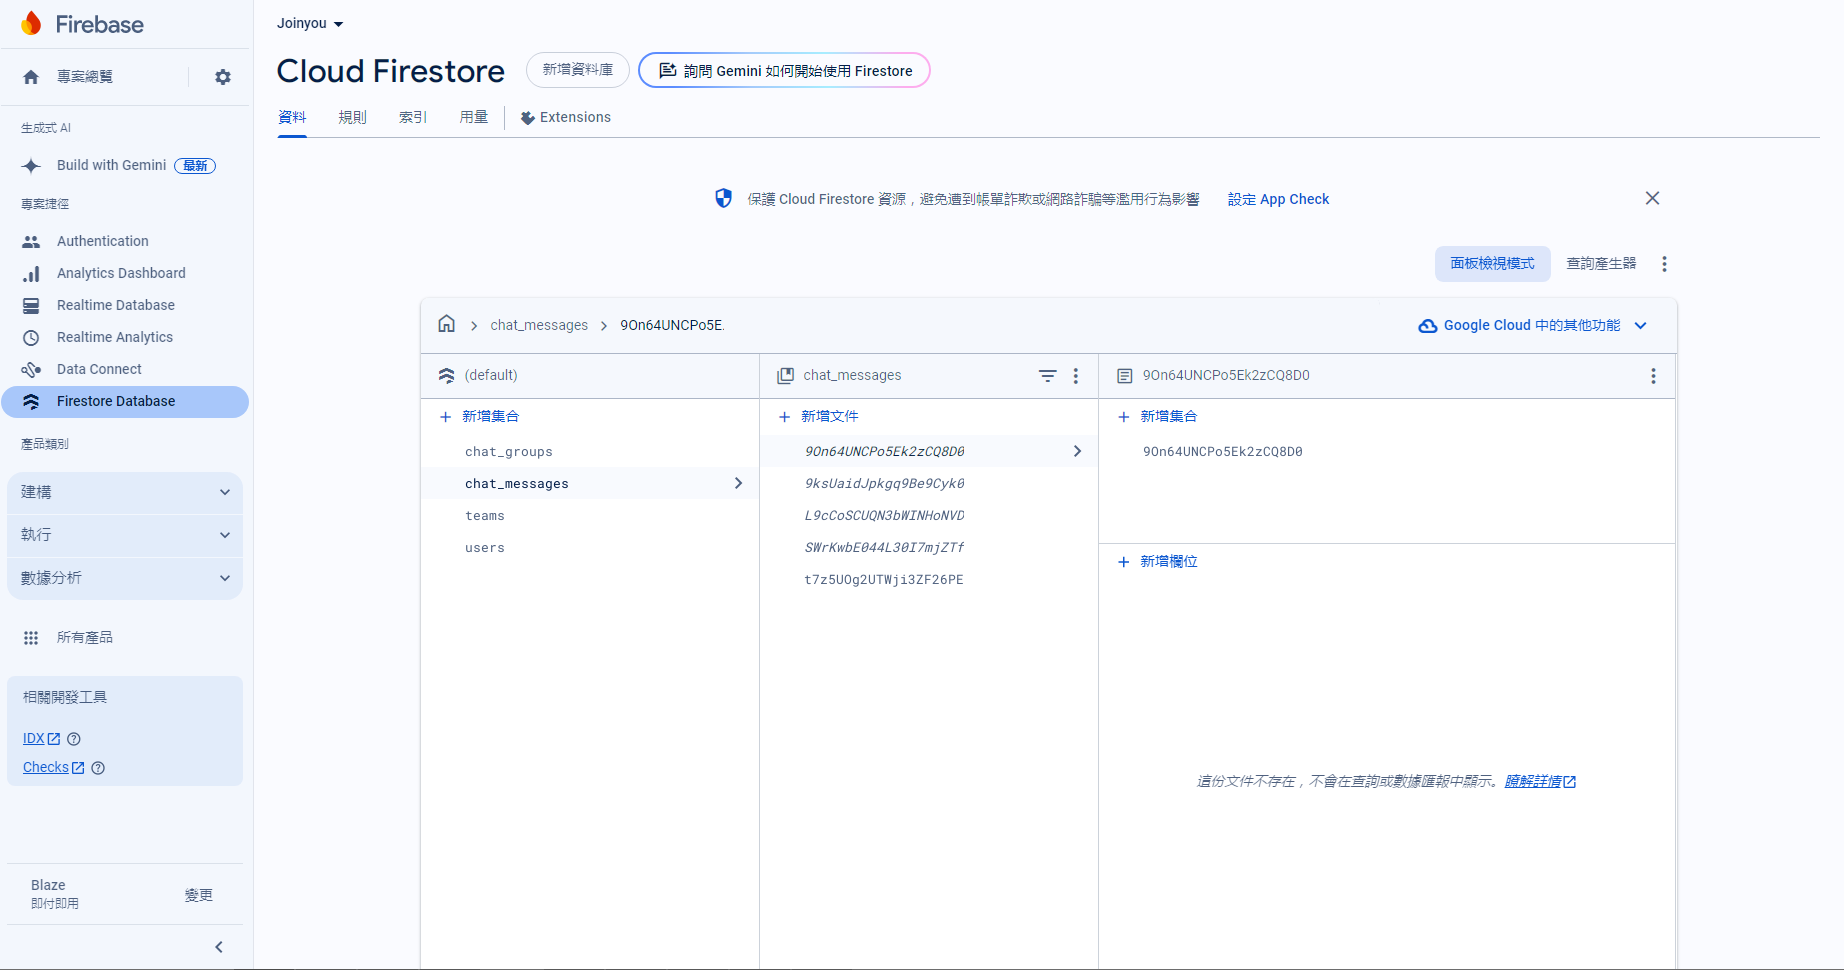 Firebase
專案總覽
生成式 AI
Build with Gemini 最新
專案捷徑
Authentication
Analytics Dashboard
Realtime Database
Realtime Analytics
Data Connect
Firestore Database
產品類別
建構
執行
數據分析
所有產品
相關開發工具
IDX
Checks
Blaze
即付即用
變更
Joinyou
Cloud Firestore
新增資料庫
詢問 Gemini 如何開始使用 Firestore
資料 規則 索引 用量 Extensions
保護 Cloud Firestore 資源，避免遭到帳單詐欺或網路詐騙等濫用行為影響 設定 App Check
面板檢視模式 查詢產生器
chat_messages 9On64UNCPo5E.
Google Cloud 中的其他功能
(default)
新增集合
chat_groups
chat_messages
teams
users
chat_messages
新增文件
9On64UNCPo5Ek2zCQ8D0
9ksUaidJpkgq9Be9Cyk0
L9cCoSCUQN3bWINHoNVD
SWrKwbE044L30I7mjZTf
t7z5UOg2UTWji3ZF26PE
9On64UNCPo5Ek2zCQ8D0
新增集合
9On64UNCPo5Ek2zCQ8D0
新增欄位
這份文件不存在，不會在查詢或數據匯報中顯示。瞭解詳情